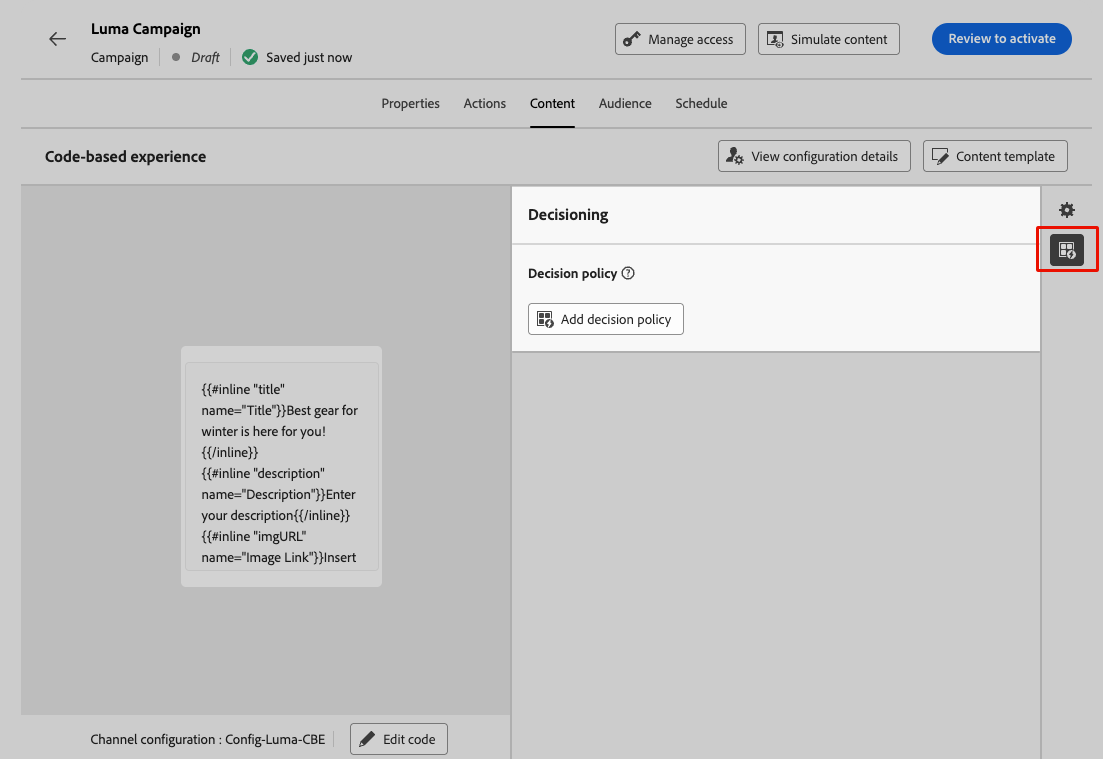 Luma Campaign
Campaign
Draft
Saved just now
Manage access
Simulate content
Review to activate
Properties
Actions
Content
Audience
Schedule
Code-based experience
View configuration details
Content template
Decisioning
Decision policy
Add decision policy
{{#inline "title"
name="Title"}}Best gear for
winter is here for you!
{{/inline}}
{{#inline "description"
name="Description"}}Enter
your description{{/inline}}
{{#inline "imgURL"
name="Image Link"}}Insert
Channel configuration : Config-Luma-CBE
Edit code